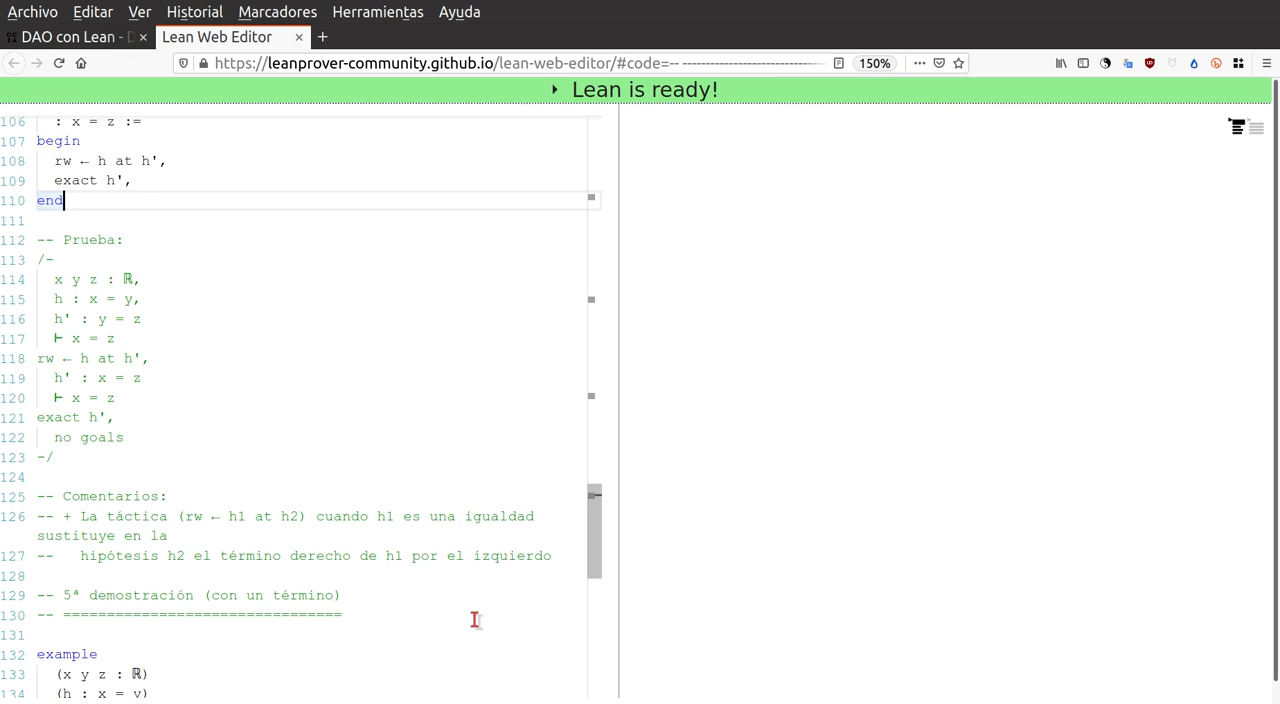 Archivo Editar Ver Historial Marcadores Herramientas Ayuda
DAO con Lean - D × Lean Web Editor × +
https://leanprover-community.github.io/lean-web-editor/#code=-- 150%
Lean is ready!
106 : x = z :=
107 begin
108 rw ← h at h',
109 exact h',
110 end
111
112 -- Prueba:
113 /-
114 x y z : ℝ,
115 h : x = y,
116 h' : y = z
117 ⊢ x = z
118 rw ← h at h',
119 h' : x = z
120 ⊢ x = z
121 exact h',
122 no goals
123 -/
124
125 -- Comentarios:
126 -- + La táctica (rw ← h1 at h2) cuando h1 es una igualdad
sustituye en la
127 -- hipótesis h2 el término derecho de h1 por el izquierdo
128
129 -- 5ª demostración (con un término)
130 -- ================================
131
132 example
133 (x y z : ℝ)
134 (h : x = y)